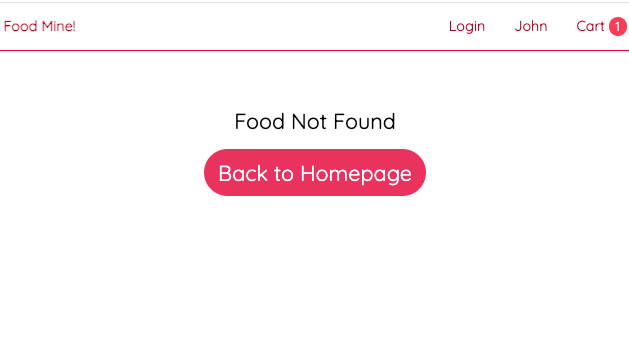 Food Mine! Login John Cart 1
Food Not Found
Back to Homepage